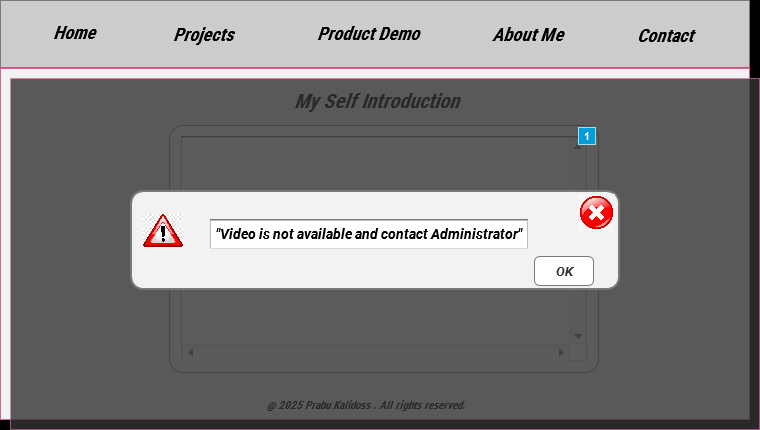 Home
Projects
Product Demo
About Me
Contact
My Self Introduction
1
"Video is not available and contact Administrator"
OK
@ 2025 Prabu Kalidoss . All rights reserved.